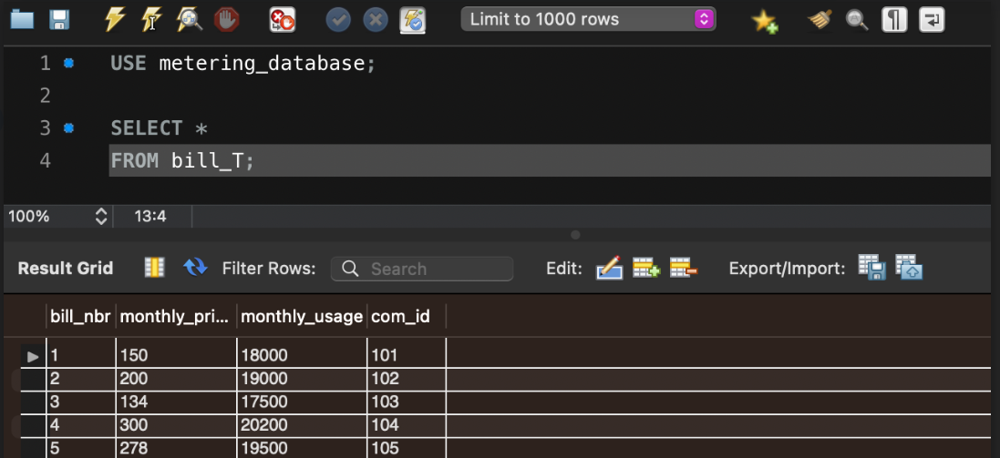 Limit to 1000 rows
1 USE metering_database;
2
3 SELECT *
4 FROM bill_T;
100% 13:4
Result Grid Filter Rows: Search Edit: Export/Import:
bill_nbr monthly_pri... monthly_usage com_id
1 150 18000 101
2 200 19000 102
3 134 17500 103
4 300 20200 104
5 278 19500 105